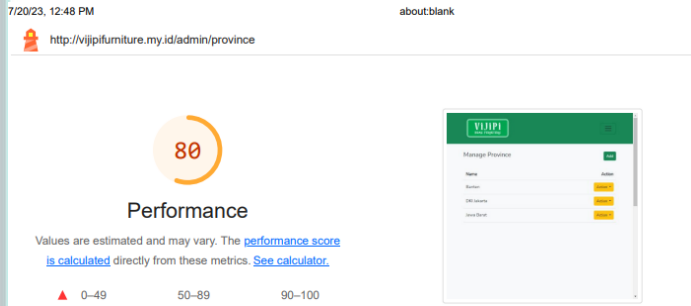 7/20/23, 12:48 PM about:blank
http://vijipifurniture.my.id/admin/province
80
Performance
Values are estimated and may vary. The performance score
is calculated directly from these metrics. See calculator.
0–49 50–89 90–100
VIJIPI
Manage Province
Add
Name Action
Banten Action
DKI Jakarta Action
Jawa Barat Action